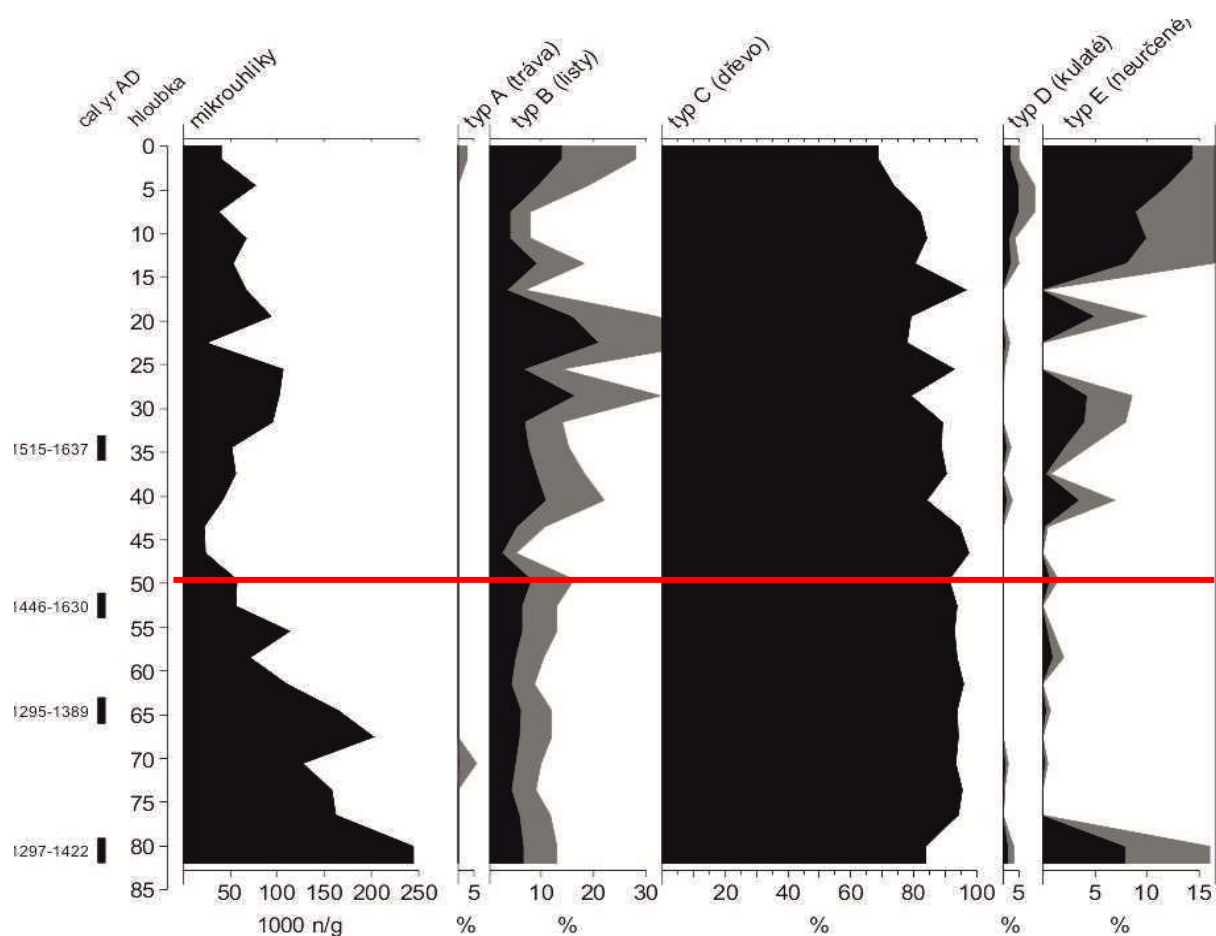 cal yr AD
hloubka
mikrouhlíky
typ A (tráva)
typ B (listy)
typ C (dřevo)
typ D (kulaté)
typ E (neurčené)
0
5
10
15
20
25
30
35
40
45
50
55
60
65
70
75
80
85
1515-1637
1446-1630
1295-1389
1297-1422
50 100 150 200 250
5
10 20 30
20 40 60 80 100
5
5 10 15
1000 n/g
%
%
%
%
%